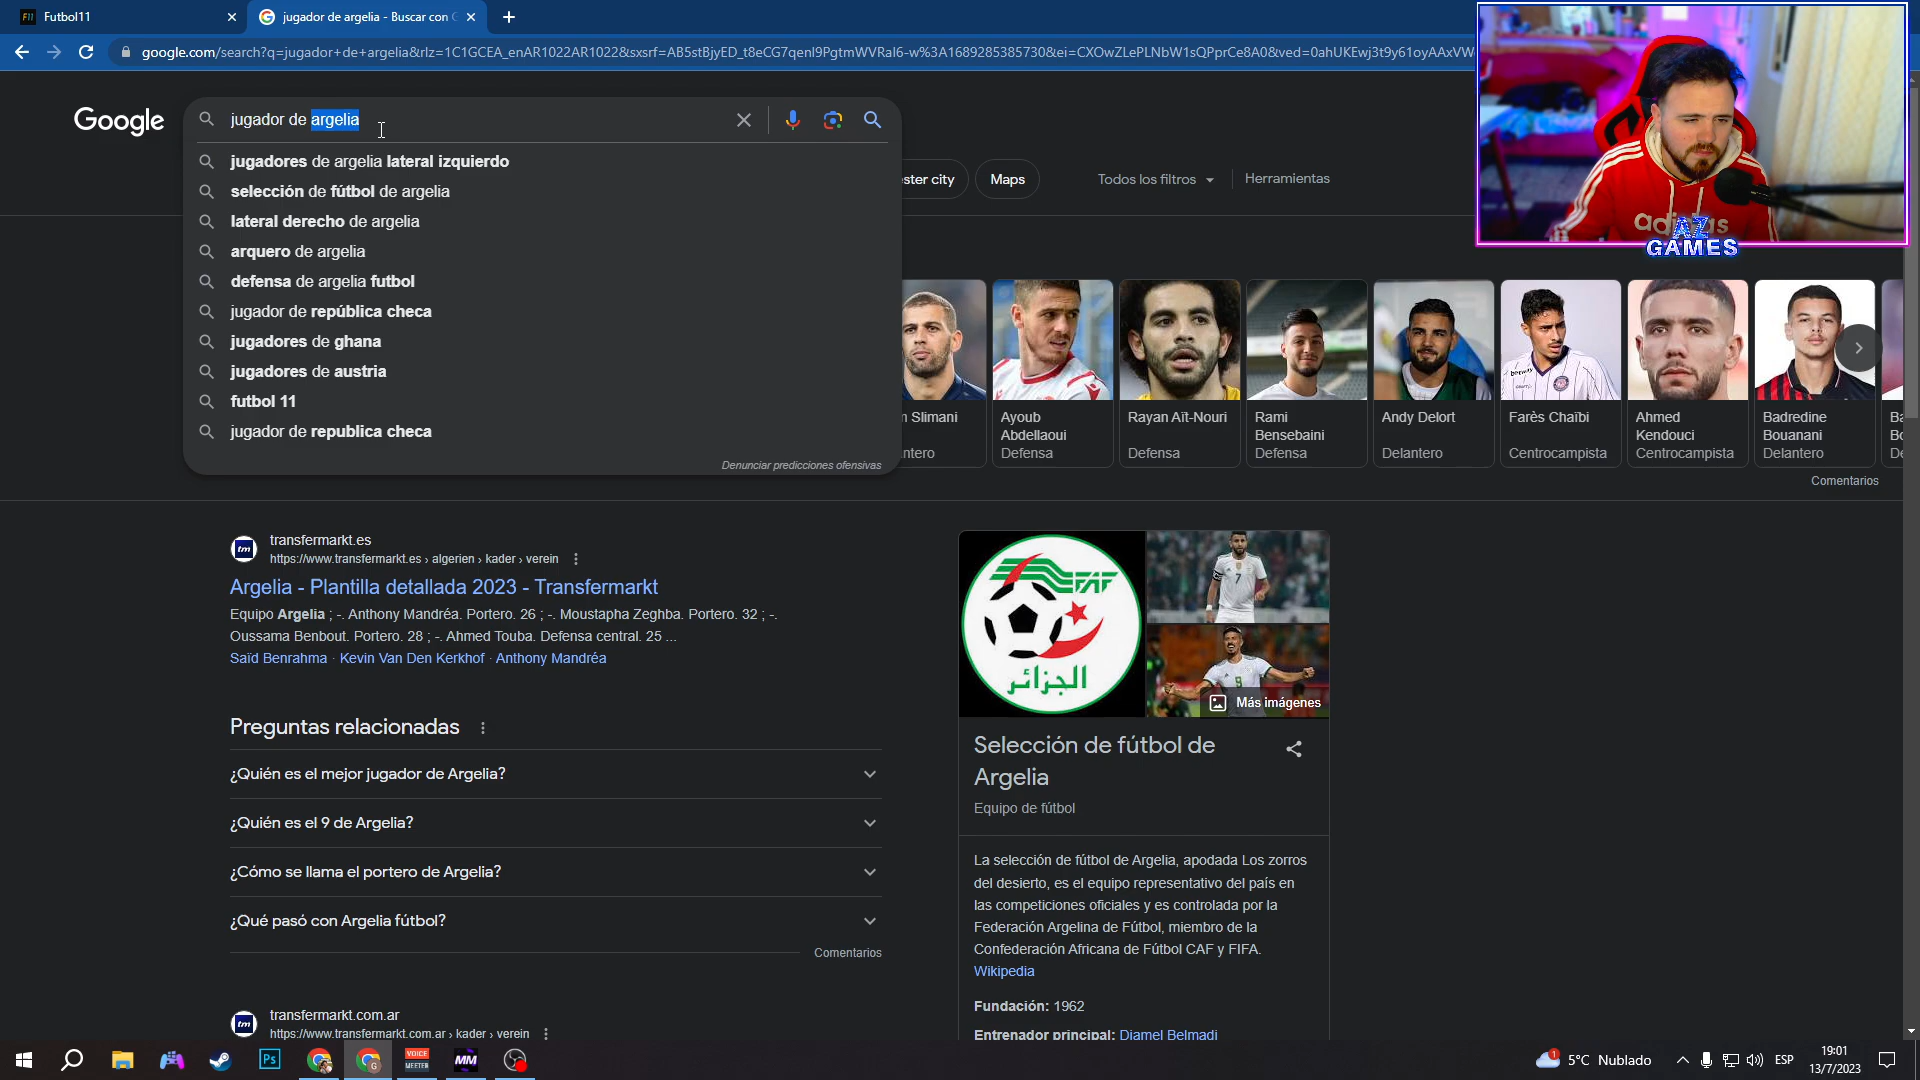 Futbol11
jugador de argelia - Buscar con G
google.com/search?q=jugador+de+argelia&rlz=1C1GCEA_enAR1022AR1022&sxsrf=AB5stBjyED_t8eCG7qenl9PgtmWVRal6-w%3A1689285385730&ei=CXOwZLePLNbW1sQPprCe8A0&ved=0ahUKEwj3t9y61oyAAxVW
Google
jugador de argelia
jugadores de argelia lateral izquierdo
selección de fútbol de argelia
lateral derecho de argelia
arquero de argelia
defensa de argelia futbol
jugador de república checa
jugadores de ghana
jugadores de austria
futbol 11
jugador de republica checa
Denunciar predicciones ofensivas
ster city
Maps
Todos los filtros
Herramientas
adidas
AZ
GAMES
n Slimani
ntero
Ayoub
Abdellaoui
Defensa
Rayan Aït-Nouri
Defensa
Rami
Bensebaini
Defensa
Andy Delort
Delantero
Farès Chaïbi
Centrocampista
Ahmed
Kendouci
Centrocampista
Badredine
Bouanani
Delantero
Comentarios
transfermarkt.es
https://www.transfermarkt.es › algerien › kader › verein
Argelia - Plantilla detallada 2023 - Transfermarkt
Equipo Argelia ; -. Anthony Mandréa. Portero. 26 ; -. Moustapha Zeghba. Portero. 32 ; -.
Oussama Benbout. Portero. 28 ; -. Ahmed Touba. Defensa central. 25 ...
Saïd Benrahma · Kevin Van Den Kerkhof · Anthony Mandréa
Preguntas relacionadas
¿Quién es el mejor jugador de Argelia?
¿Quién es el 9 de Argelia?
¿Cómo se llama el portero de Argelia?
¿Qué pasó con Argelia fútbol?
Comentarios
transfermarkt.com.ar
https://www.transfermarkt.com.ar › kader › verein
FAF
الجزائر
7
9
Más imágenes
Selección de fútbol de
Argelia
Equipo de fútbol
La selección de fútbol de Argelia, apodada Los zorros
del desierto, es el equipo representativo del país en
las competiciones oficiales y es controlada por la
Federación Argelina de Fútbol, miembro de la
Confederación Africana de Fútbol CAF y FIFA.
Wikipedia
Fundación: 1962
Entrenador principal: Djamel Belmadi
Ps
VOICE
MEETER
MM
1
5°C Nublado
ESP
19:01
13/7/2023